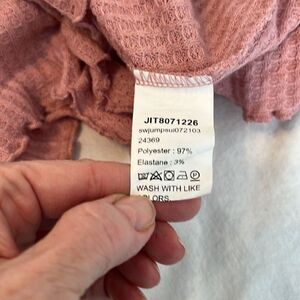 JIT8071226
swjumpsui072103
24369
Polyester : 97%
Elastane : 3%
WASH WITH LIKE
COLORS